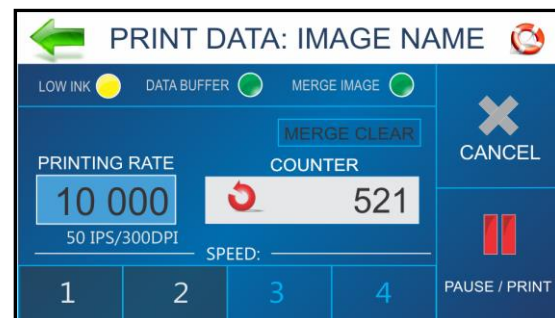 PRINT DATA: IMAGE NAME
LOW INK DATA BUFFER MERGE IMAGE
MERGE CLEAR
CANCEL
PRINTING RATE COUNTER
10 000 521
50 IPS/300DPI
SPEED:
1 2 3 4
PAUSE / PRINT